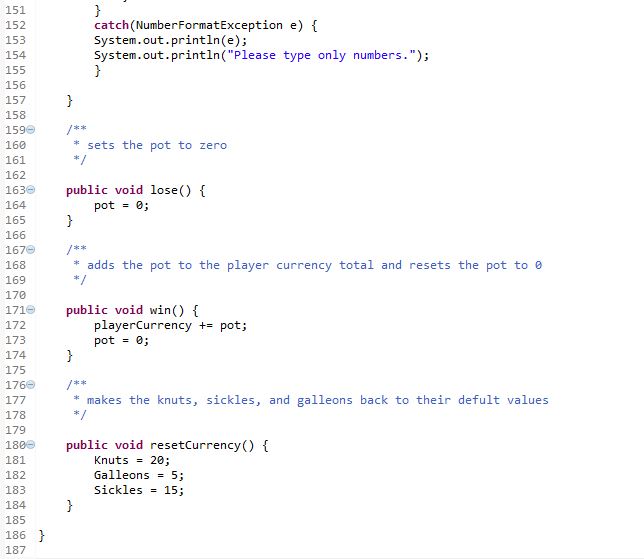 151         }
152         catch(NumberFormatException e) {
153         System.out.println(e);
154         System.out.println("Please type only numbers.");
155         }
156
157     }
158
159     /**
160      * sets the pot to zero
161      */
162
163     public void lose() {
164         pot = 0;
165     }
166
167     /**
168      * adds the pot to the player currency total and resets the pot to 0
169      */
170
171     public void win() {
172         playerCurrency += pot;
173         pot = 0;
174     }
175
176     /**
177      * makes the knuts, sickles, and galleons back to their defult values
178      */
179
180     public void resetCurrency() {
181         Knuts = 20;
182         Galleons = 5;
183         Sickles = 15;
184     }
185
186 }
187